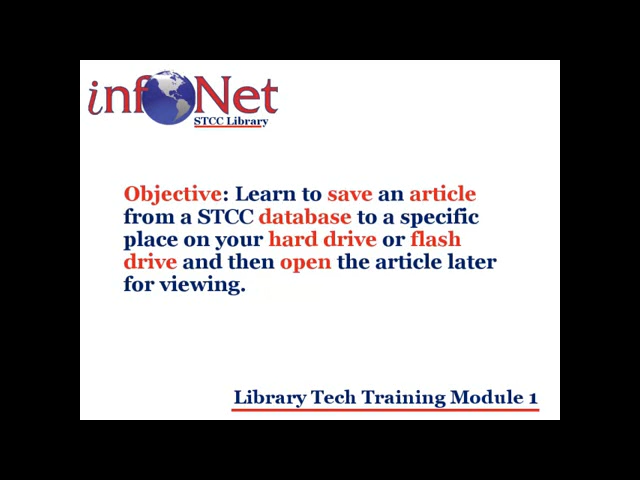 infoNet
STCC Library
Objective: Learn to save an article
from a STCC database to a specific
place on your hard drive or flash
drive and then open the article later
for viewing.
Library Tech Training Module 1